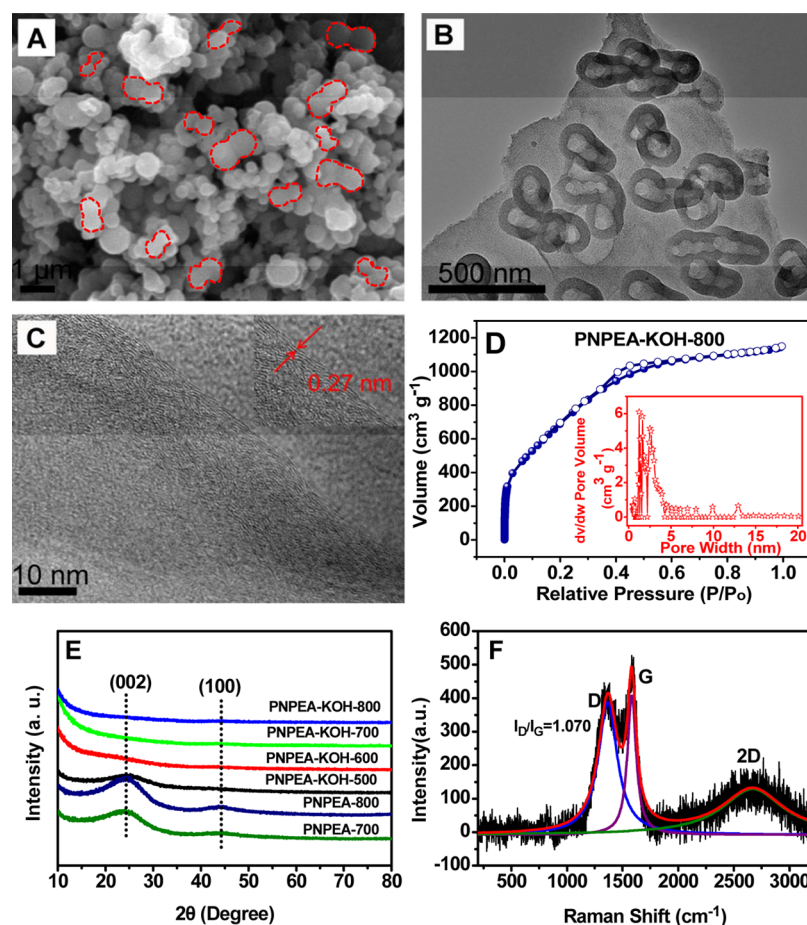 A
1 μm
B
500 nm
C
0.27 nm
10 nm
D
PNPEA-KOH-800
Volume (cm³ g⁻¹)
1200
1000
800
600
400
200
0
0.0 0.2 0.4 0.6 0.8 1.0
Relative Pressure (P/Po)
dv/dw Pore Volume
(cm³ g⁻¹)
6
4
2
0
0 5 10 15 20
Pore Width (nm)
E
(002) (100)
PNPEA-KOH-800
PNPEA-KOH-700
PNPEA-KOH-600
PNPEA-KOH-500
PNPEA-800
PNPEA-700
Intensity (a. u.)
10 20 30 40 50 60 70 80
2θ (Degree)
F
D
G
2D
I_D/I_G=1.070
Intensity(a.u.)
600
500
400
300
200
100
0
-100
500 1000 1500 2000 2500 3000
Raman Shift (cm⁻¹)